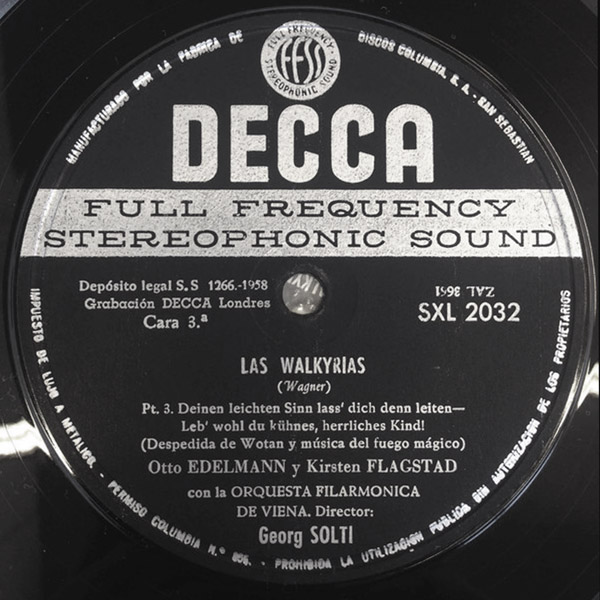 FULL FREQUENCY
FFSS
STEREOPHONIC SOUND
MANUFACTURADO POR LA FABRICA DE
DISCOS COLUMBIA, S. A. - SAN SEBASTIAN
DECCA
FULL FREQUENCY
STEREOPHONIC SOUND
Depósito legal S.S 1266.-1958
Grabación DECCA Londres
Cara 3.ª
ZAL 3661
SXL 2032
LAS WALKYRIAS
(Wagner)
Pt. 3. Deinen leichten Sinn lass' dich denn leiten—
Leb' wohl du kühnes, herrliches Kind!
(Despedida de Wotan y música del fuego mágico)
Otto EDELMANN y Kirsten FLAGSTAD
con la ORQUESTA FILARMONICA
DE VIENA. Director:
Georg SOLTI
IMPUESTO DE LUJO A METALICO. - PERMISO COLUMBIA N.º 856. - PROHIBIDA LA UTILIZACION PUBLICA SIN AUTORIZACION DE LOS PROPIETARIOS